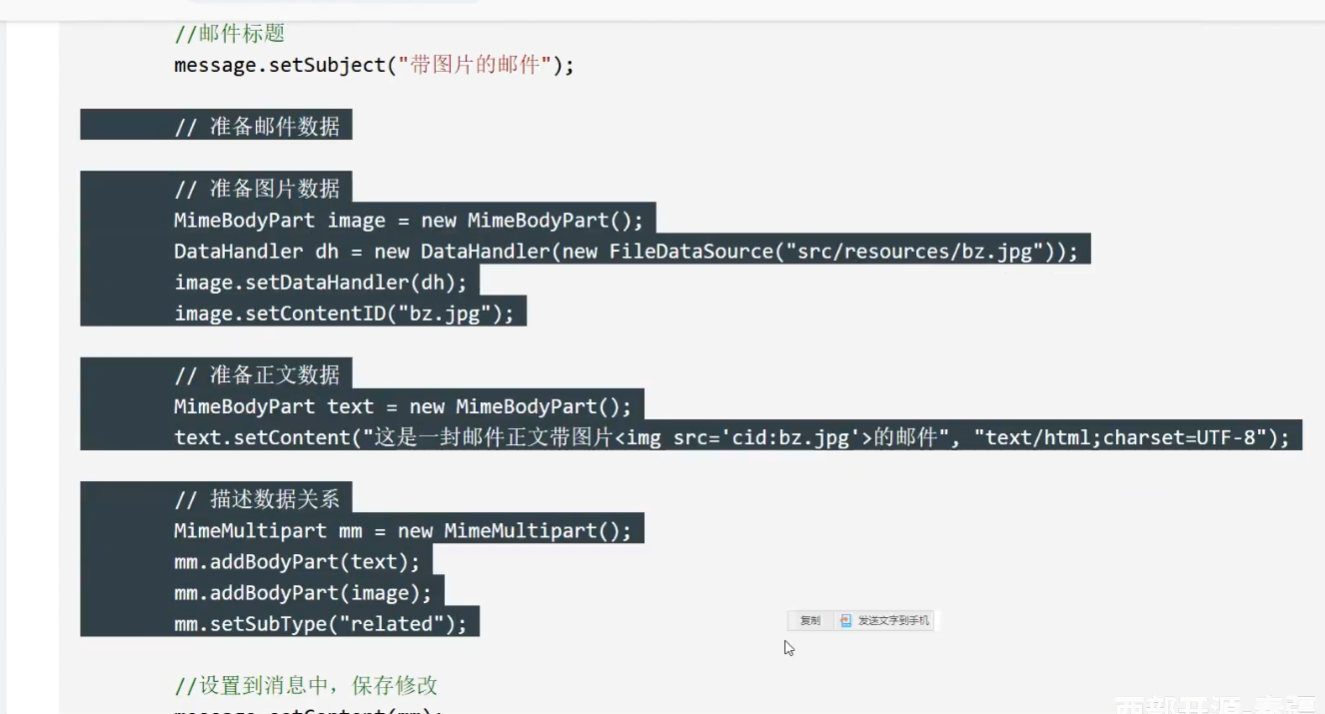 //邮件标题
message.setSubject("带图片的邮件");
// 准备邮件数据
// 准备图片数据
MimeBodyPart image = new MimeBodyPart();
DataHandler dh = new DataHandler(new FileDataSource("src/resources/bz.jpg"));
image.setDataHandler(dh);
image.setContentID("bz.jpg");
// 准备正文数据
MimeBodyPart text = new MimeBodyPart();
text.setContent("这是一封邮件正文带图片<img src='cid:bz.jpg'>的邮件", "text/html;charset=UTF-8");
// 描述数据关系
MimeMultipart mm = new MimeMultipart();
mm.addBodyPart(text);
mm.addBodyPart(image);
mm.setSubType("related");
复制 发送文字到手机
//设置到消息中，保存修改
message.setContent(mm);